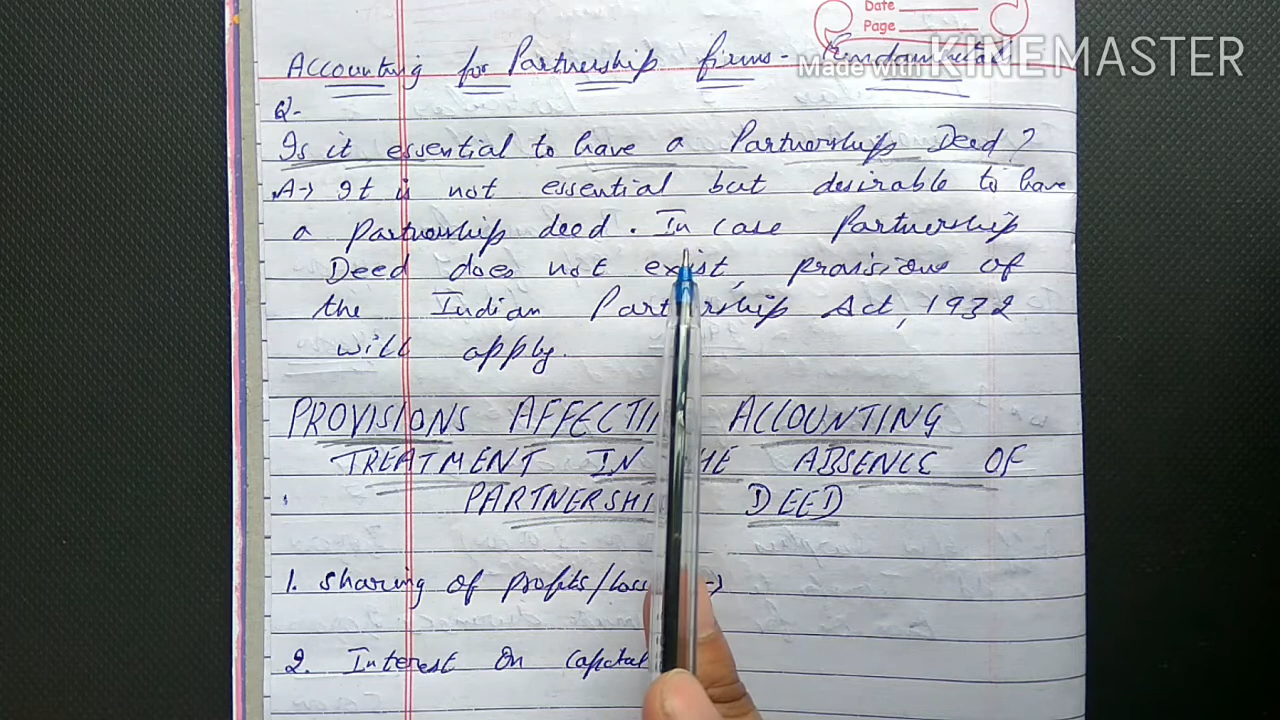 Date
Page
Accounting for Partnership firms - Fundamentals
Made with KINEMASTER
Q-
Is it essential to have a Partnership Deed?
A-> It is not essential but desirable to have
a Partnership deed. In case Partnership
Deed does not exist, provisions of
the Indian Partnership Act, 1932
will apply.
PROVISIONS AFFECTI ACCOUNTING
TREATMENT IN HE ABSENCE OF
PARTNERSHI DEED
1. Sharing of Profits/Loss ->
2. Interest On Capital